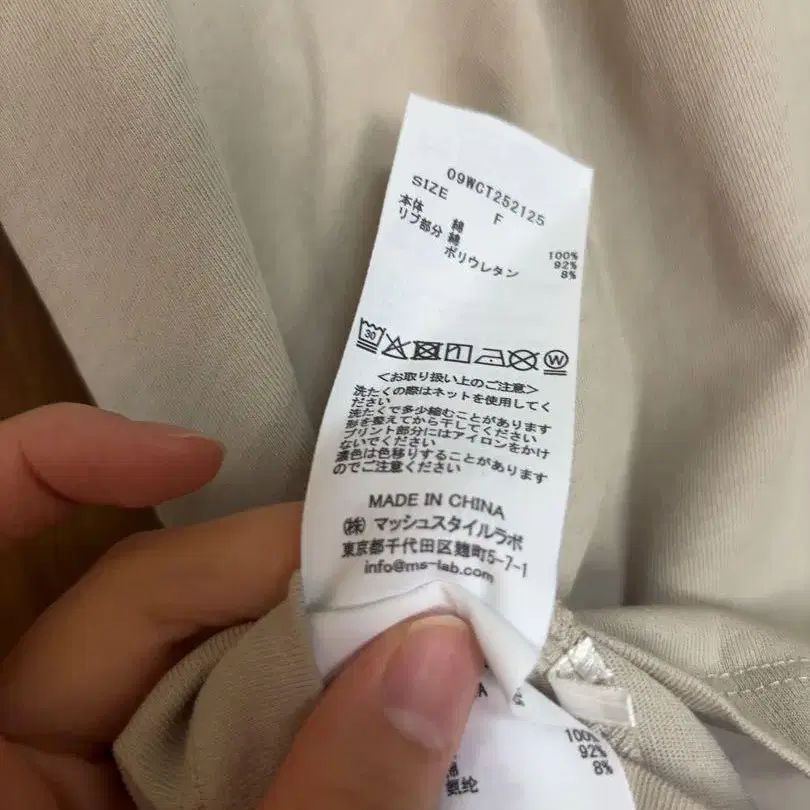 09WCT252125
SIZE F
本体 綿 100%
リブ部分 綿 92%
ポリウレタン 8%
30
W
<お取り扱い上のご注意>
洗たくの際はネットを使用してく
ださい
洗たくで多少縮むことがあります
形を整えてから干してください
プリント部分にはアイロンをかけ
ないでください
濃色は色移りすることがあります
のでご注意ください
MADE IN CHINA
(株)マッシュスタイルラボ
東京都千代田区麹町5-7-1
info@ms-lab.com
100%
92%
氨纶 8%